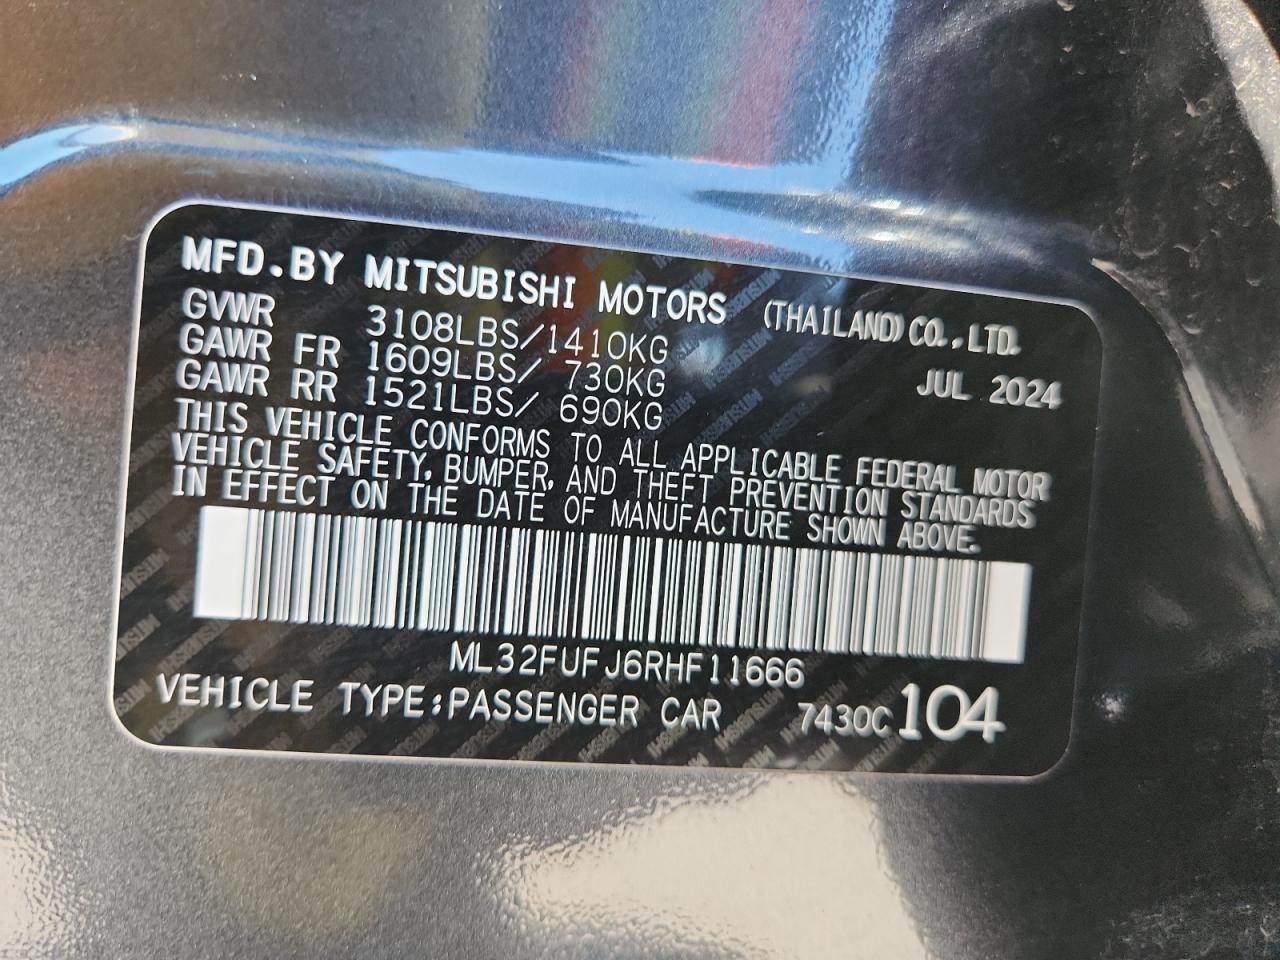 MFD.BY MITSUBISHI MOTORS (THAILAND)CO.,LTD.
GVWR 3108LBS/1410KG JUL 2024
GAWR FR 1609LBS/ 730KG
GAWR RR 1521LBS/ 690KG
THIS VEHICLE CONFORMS TO ALL APPLICABLE FEDERAL MOTOR
VEHICLE SAFETY, BUMPER, AND THEFT PREVENTION STANDARDS
IN EFFECT ON THE DATE OF MANUFACTURE SHOWN ABOVE.
ML32FUFJ6RHF11666
VEHICLE TYPE:PASSENGER CAR 7430C104